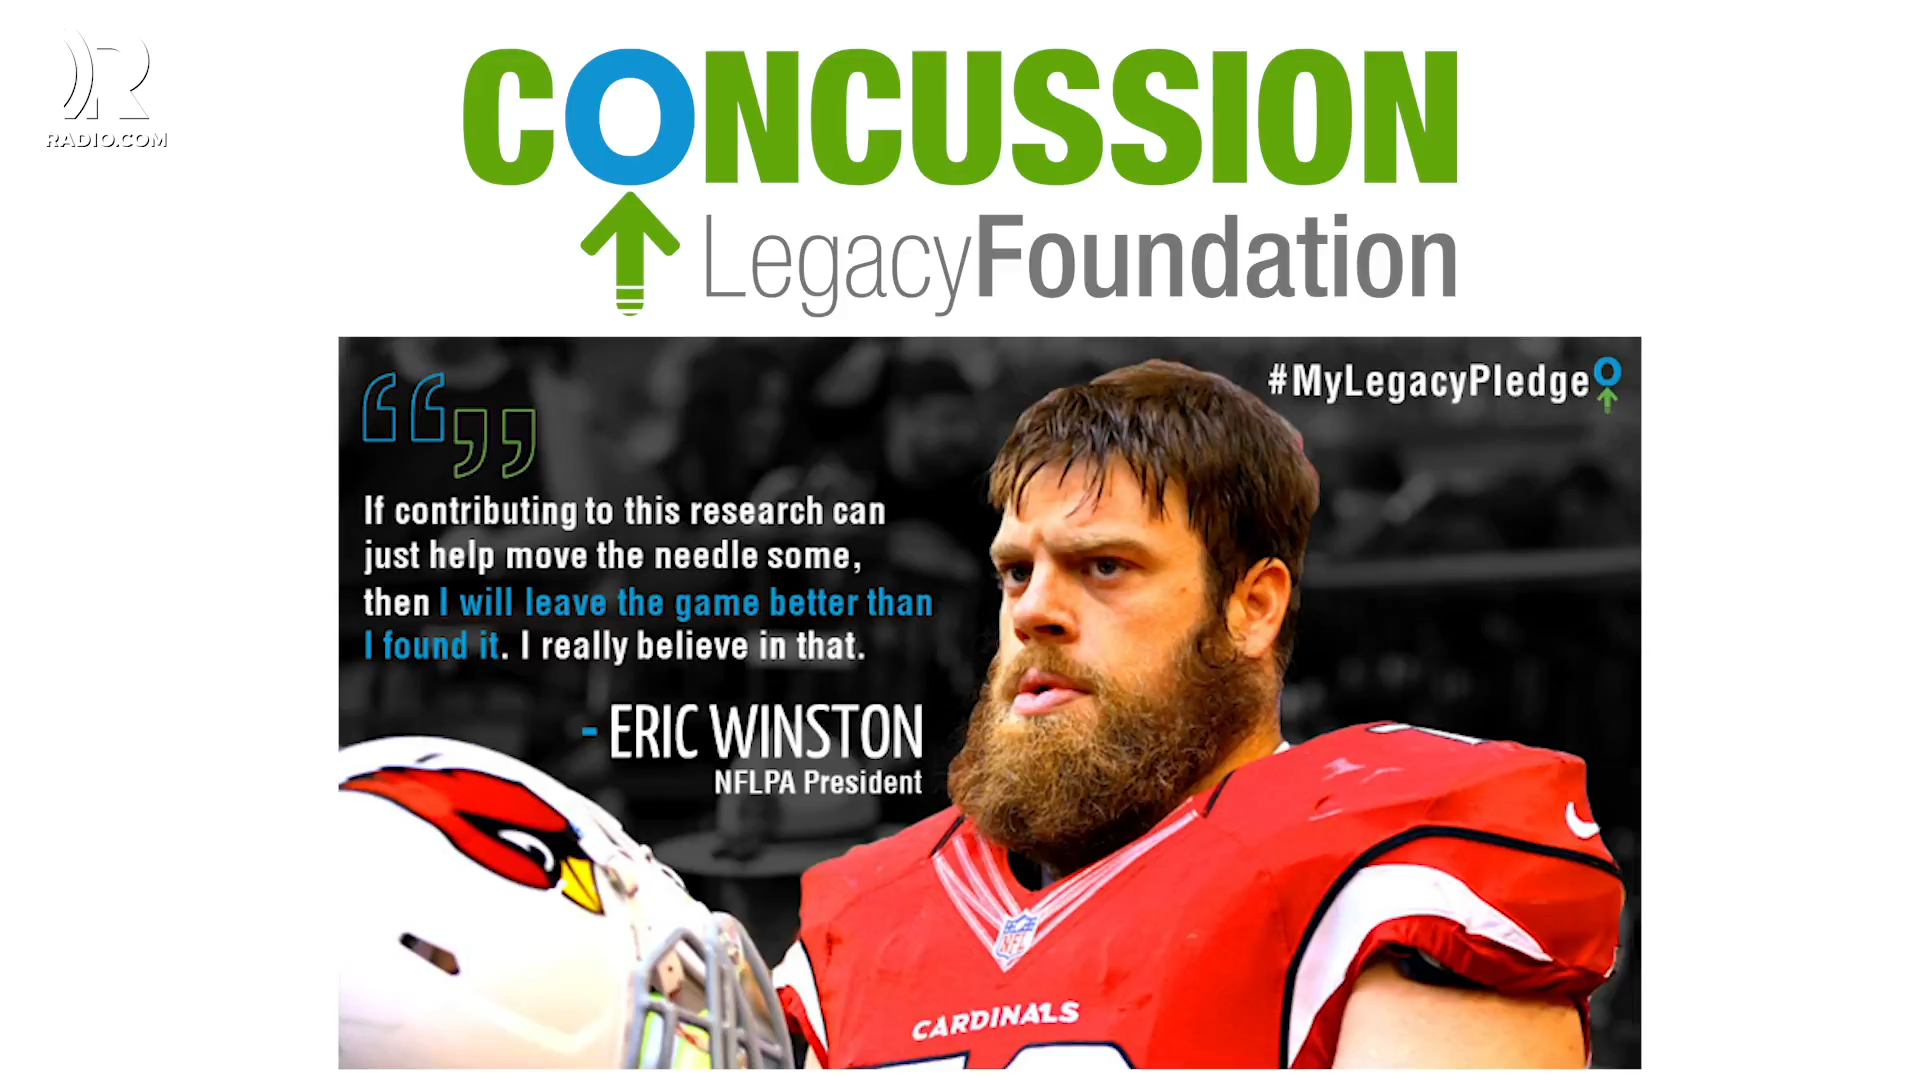 RADIO.COM
CONCUSSION
LegacyFoundation
#MyLegacyPledge
If contributing to this research can
just help move the needle some,
then I will leave the game better than
I found it. I really believe in that.
- ERIC WINSTON
NFLPA President
NFL
CARDINALS